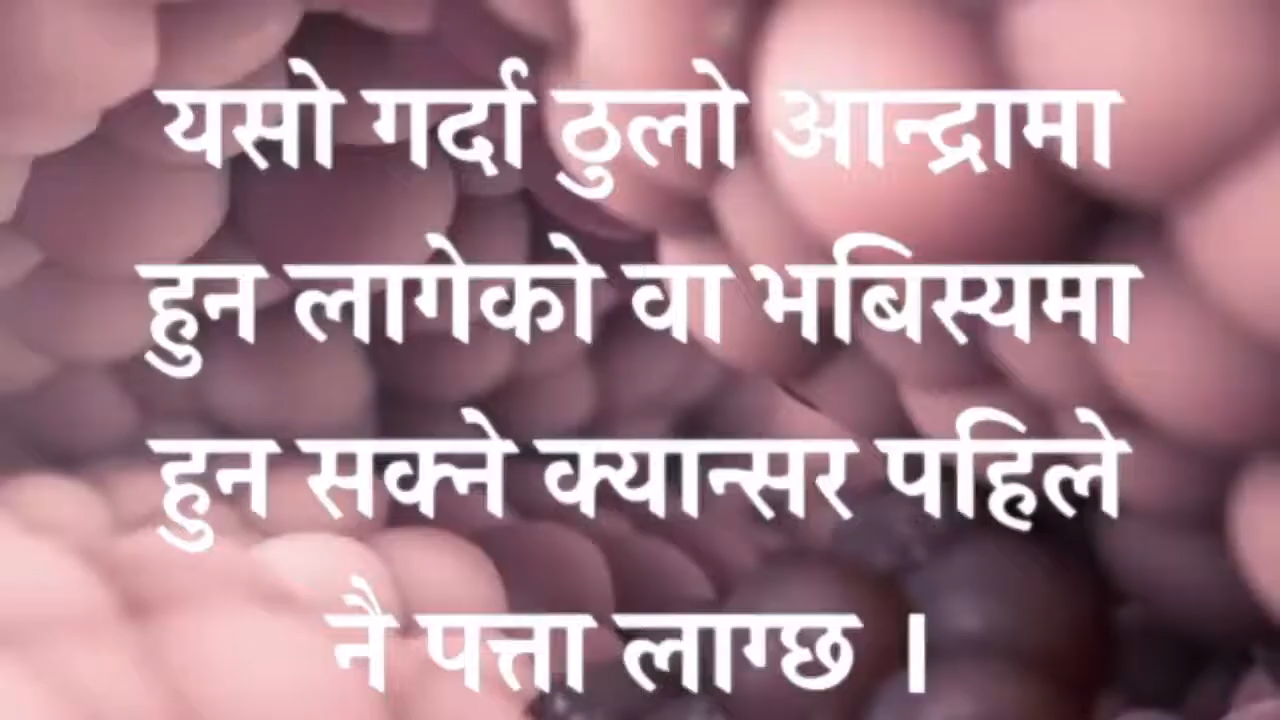 यसो गर्दा ठुलो आन्द्रामा
हुन लागेको वा भबिस्यमा
हुन सक्ने क्यान्सर पहिले
नै पत्ता लाग्छ ।